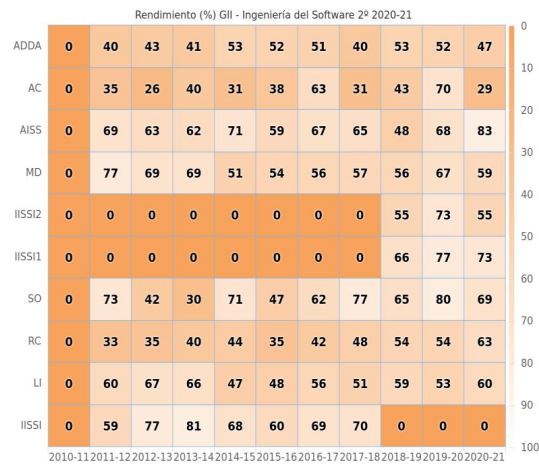 Rendimiento (%) GII - Ingeniería del Software 2º 2020-21
ADDA 0 40 43 41 53 52 51 40 53 52 47
AC 0 35 26 40 31 38 63 31 43 70 29
AISS 0 69 63 62 71 59 67 65 48 68 83
MD 0 77 69 69 51 54 56 57 56 67 59
IISSI2 0 0 0 0 0 0 0 0 55 73 55
IISSI1 0 0 0 0 0 0 0 0 66 77 73
SO 0 73 42 30 71 47 62 77 65 80 69
RC 0 33 35 40 44 35 42 48 54 54 63
LI 0 60 67 66 47 48 56 51 59 53 60
IISSI 0 59 77 81 68 60 69 70 0 0 0
2010-11 2011-12 2012-13 2013-14 2014-15 2015-16 2016-17 2017-18 2018-19 2019-20 2020-21
0
10
20
30
40
50
60
70
80
90
100